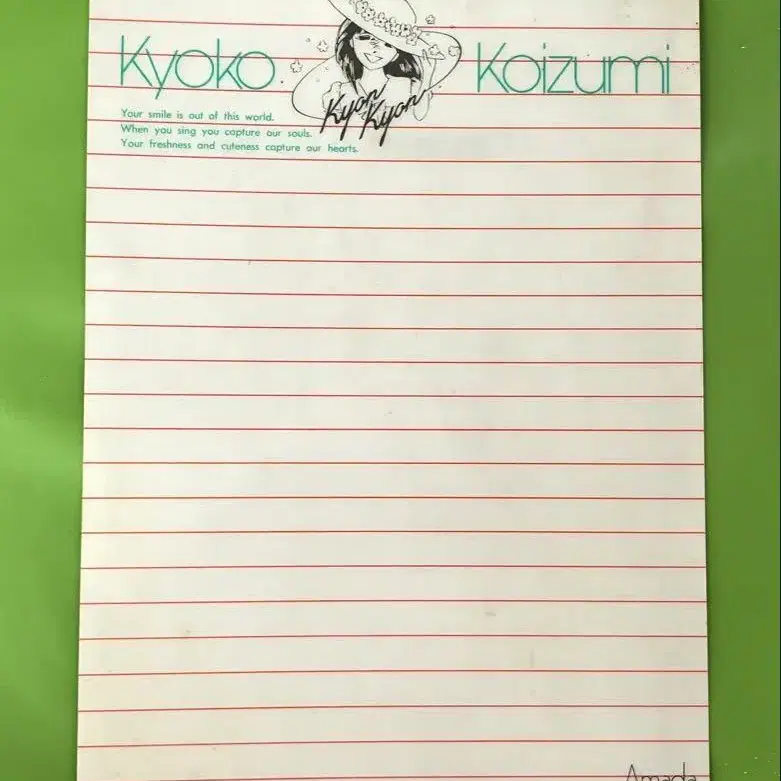 Kyoko Koizumi
Kyon
Kyon
Your smile is out of this world.
When you sing you capture our souls.
Your freshness and cuteness capture our hearts.
Amada